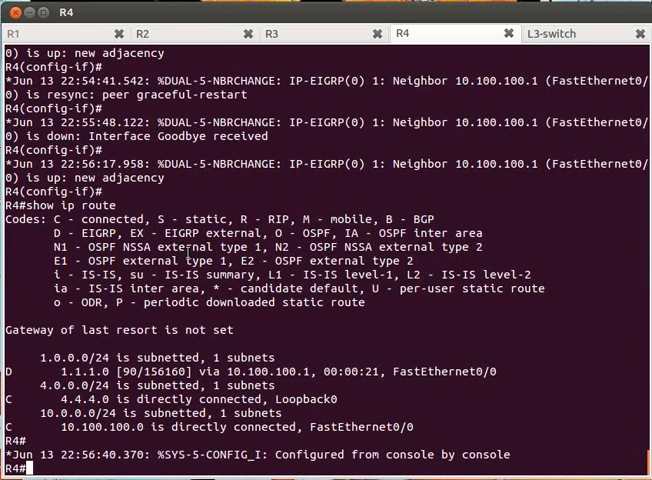 R4
R1
R2
R3
R4
L3-switch
0) is up: new adjacency
R4(config-if)#
*Jun 13 22:54:41.542: %DUAL-5-NBRCHANGE: IP-EIGRP(0) 1: Neighbor 10.100.100.1 (FastEthernet0/
0) is resync: peer graceful-restart
R4(config-if)#
*Jun 13 22:55:48.122: %DUAL-5-NBRCHANGE: IP-EIGRP(0) 1: Neighbor 10.100.100.1 (FastEthernet0/
0) is down: Interface Goodbye received
R4(config-if)#
*Jun 13 22:56:17.958: %DUAL-5-NBRCHANGE: IP-EIGRP(0) 1: Neighbor 10.100.100.1 (FastEthernet0/
0) is up: new adjacency
R4(config-if)#
R4#show ip route
Codes: C - connected, S - static, R - RIP, M - mobile, B - BGP
D - EIGRP, EX - EIGRP external, O - OSPF, IA - OSPF inter area
N1 - OSPF NSSA external type 1, N2 - OSPF NSSA external type 2
E1 - OSPF external type 1, E2 - OSPF external type 2
i - IS-IS, su - IS-IS summary, L1 - IS-IS level-1, L2 - IS-IS level-2
ia - IS-IS inter area, * - candidate default, U - per-user static route
o - ODR, P - periodic downloaded static route
Gateway of last resort is not set
1.0.0.0/24 is subnetted, 1 subnets
D 1.1.1.0 [90/156160] via 10.100.100.1, 00:00:21, FastEthernet0/0
4.0.0.0/24 is subnetted, 1 subnets
C 4.4.4.0 is directly connected, Loopback0
10.0.0.0/24 is subnetted, 1 subnets
C 10.100.100.0 is directly connected, FastEthernet0/0
R4#
*Jun 13 22:56:40.370: %SYS-5-CONFIG_I: Configured from console by console
R4#